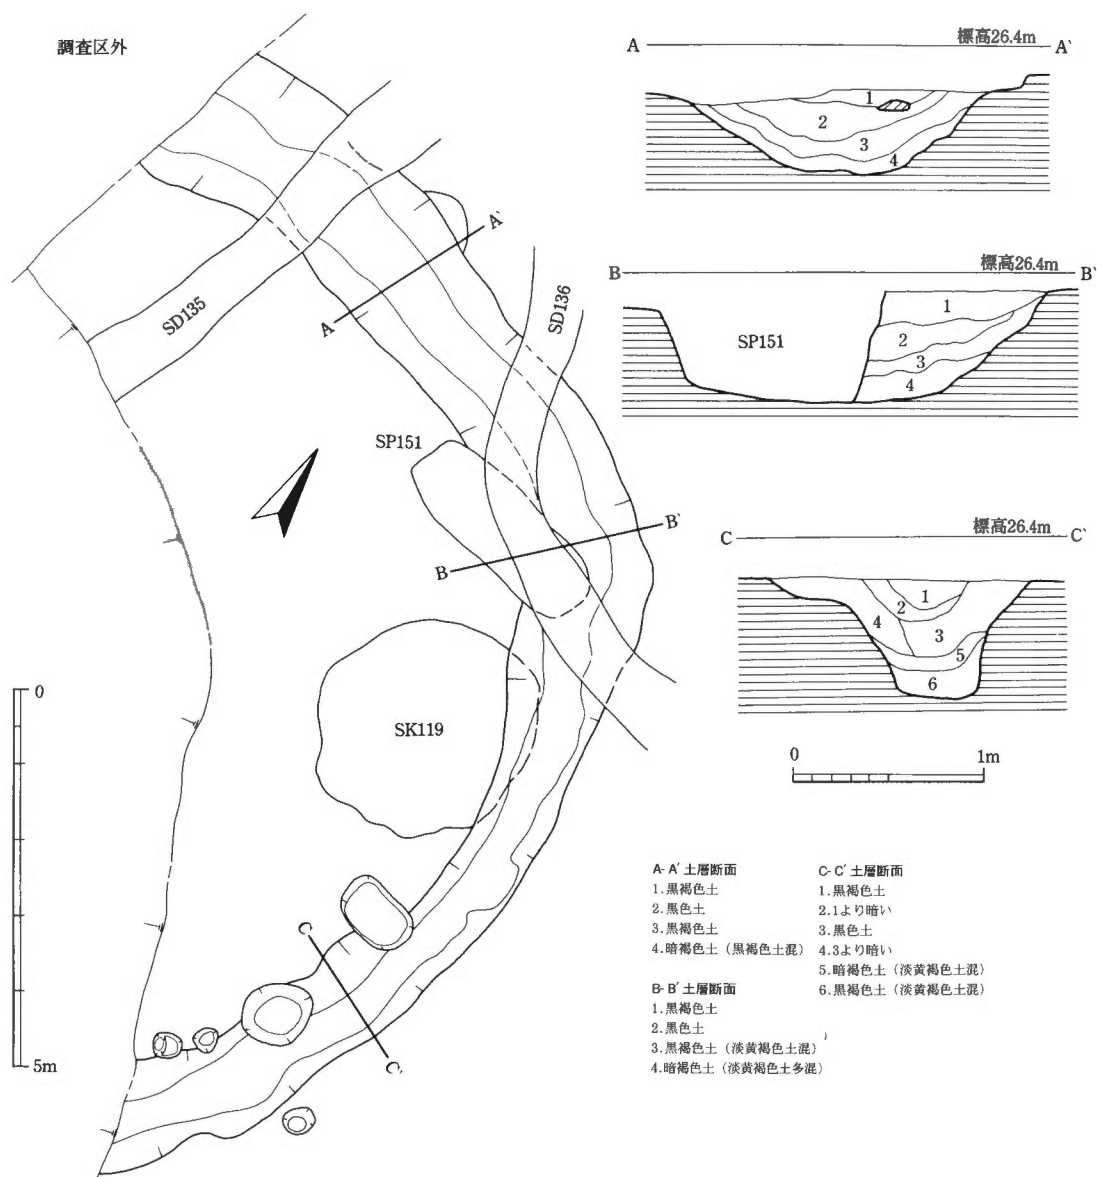 調査区外
A
標高26.4m
A`
1
2
3
4
B
標高26.4m
B`
SP151
1
2
3
4
C
標高26.4m
C`
1
2
3
4
5
6
0
1m
SD135
A
A`
SD136
SP151
B
B`
SK119
C
C`
0
5m
A-A′土層断面
1.黒褐色土
2.黒色土
3.黒褐色土
4.暗褐色土（黒褐色土混）
B-B′土層断面
1.黒褐色土
2.黒色土
3.黒褐色土（淡黄褐色土混）
4.暗褐色土（淡黄褐色土多混）
C-C′土層断面
1.黒褐色土
2.1より暗い
3.黒色土
4.3より暗い
5.暗褐色土（淡黄褐色土混）
6.黒褐色土（淡黄褐色土混）